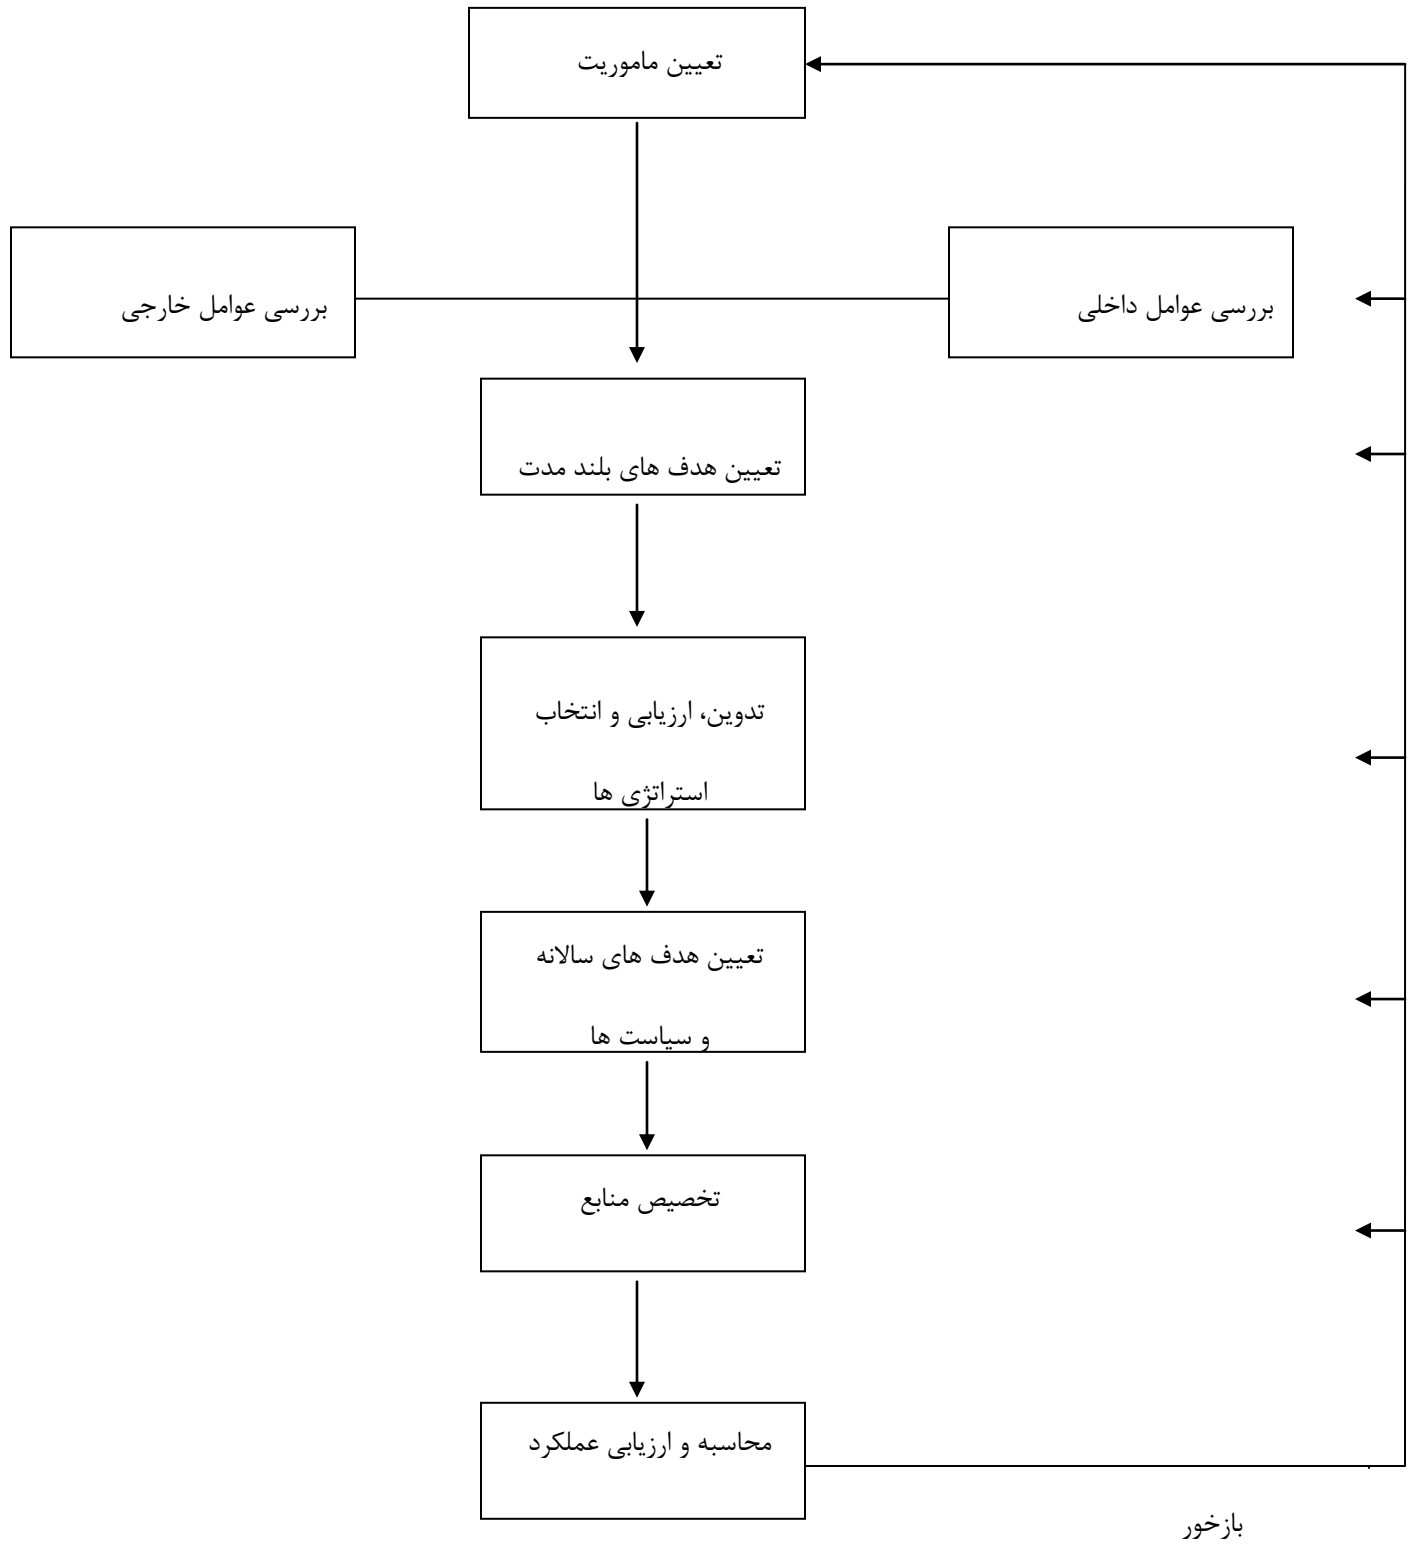 تعیین ماموریت
بررسی عوامل داخلی
بررسی عوامل خارجی
تعیین هدف های بلند مدت
تدوین، ارزیابی و انتخاب
استراتژی ها
تعیین هدف های سالانه
و سیاست ها
تخصیص منابع
محاسبه و ارزیابی عملکرد
بازخور